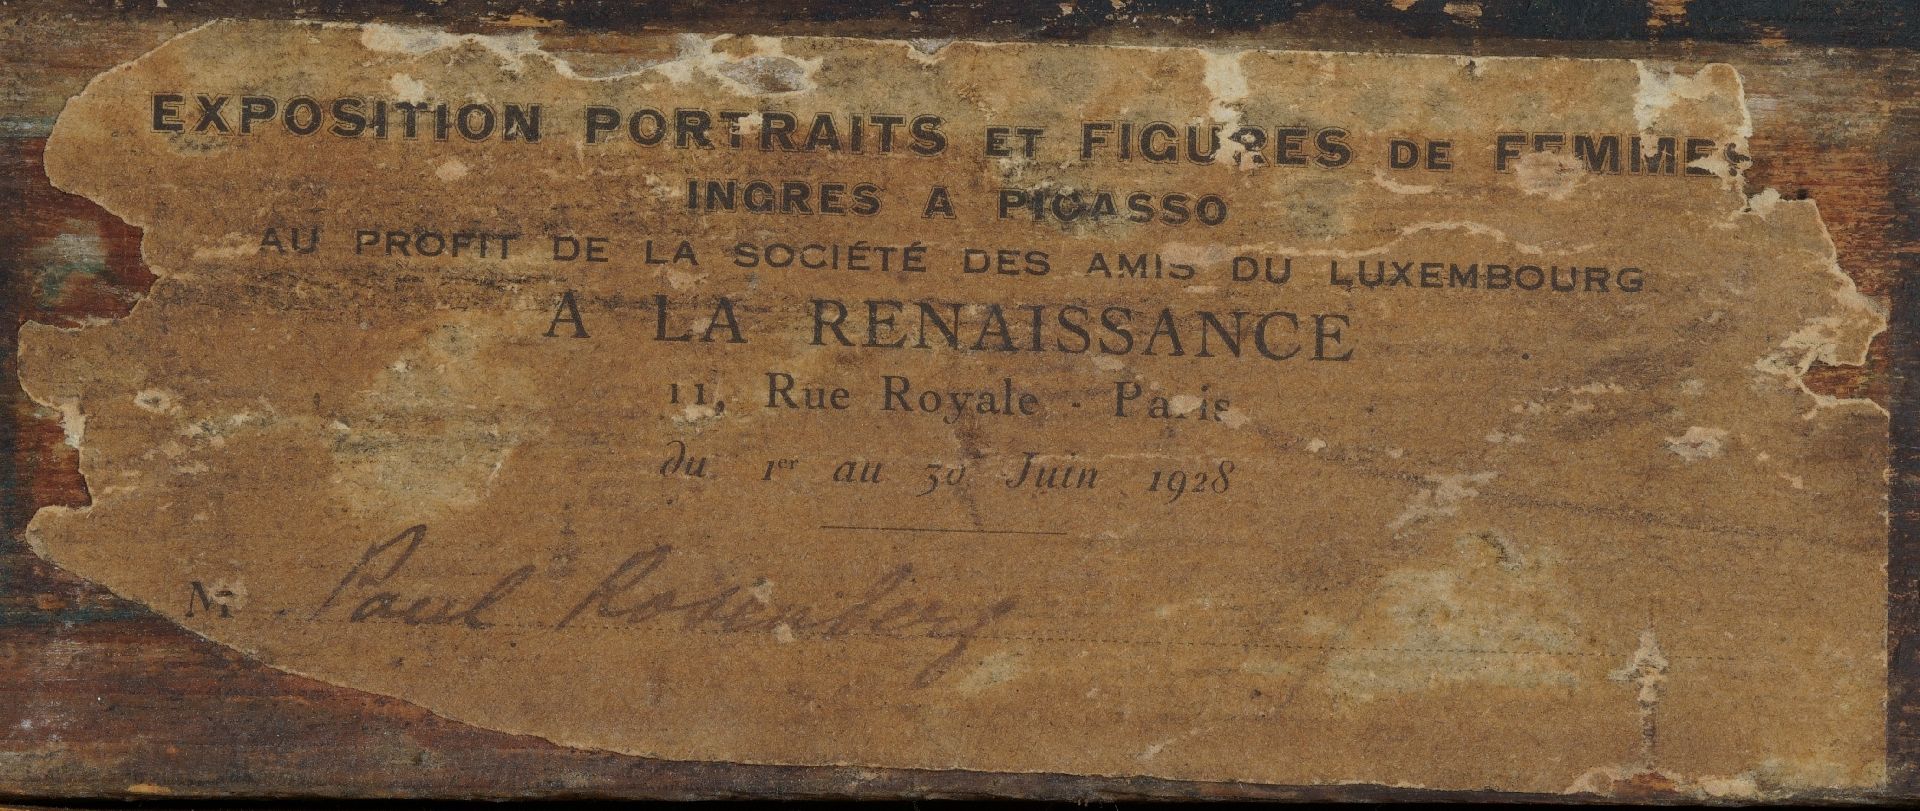 EXPOSITION PORTRAITS ET FIGURES DE FEMMES
INGRES A PICASSO
AU PROFIT DE LA SOCIÉTÉ DES AMIS DU LUXEMBOURG
A LA RENAISSANCE
11, Rue Royale - Paris
du 1er au 30 Juin 1928
Mr Paul Rosenberg